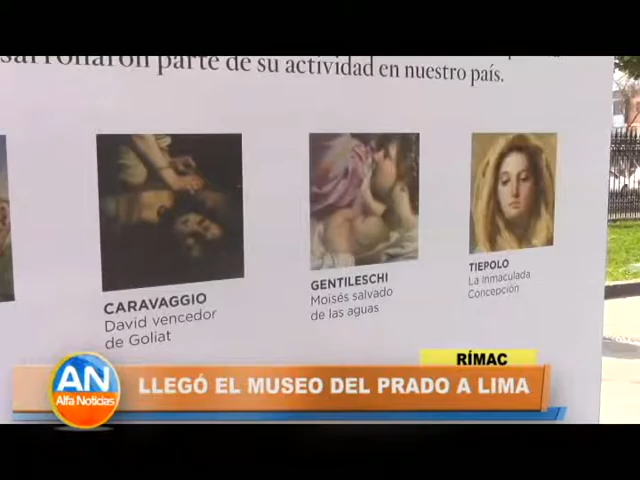 parte de su actividad en nuestro país.
CARAVAGGIO
David vencedor
de Goliat
GENTILESCHI
Moisés salvado
de las aguas
TIEPOLO
La Inmaculada
Concepción
RÍMAC
AN
Alfa Noticias
LLEGÓ EL MUSEO DEL PRADO A LIMA